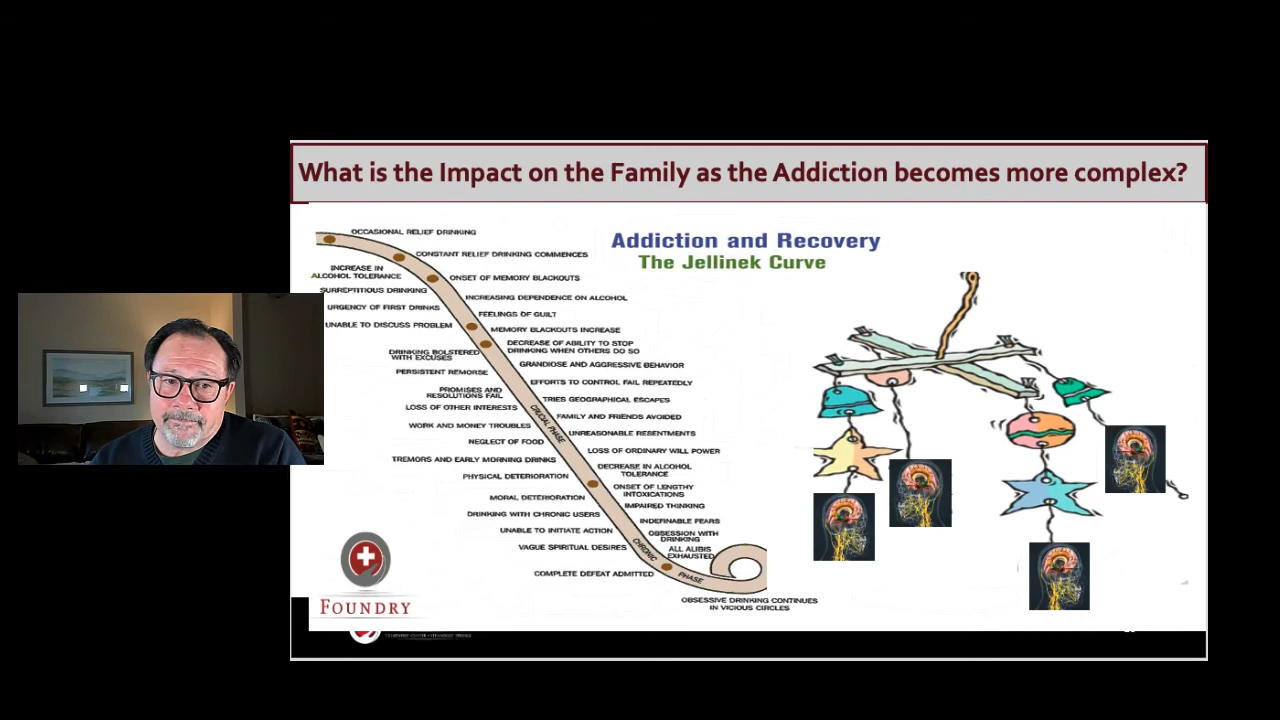 What is the Impact on the Family as the Addiction becomes more complex?
Addiction and Recovery
The Jellinek Curve
OCCASIONAL RELIEF DRINKING
CONSTANT RELIEF DRINKING COMMENCES
INCREASE IN
ALCOHOL TOLERANCE
ONSET OF MEMORY BLACKOUTS
SURREPTITIOUS DRINKING
INCREASING DEPENDENCE ON ALCOHOL
URGENCY OF FIRST DRINKS
FEELINGS OF GUILT
UNABLE TO DISCUSS PROBLEM
MEMORY BLACKOUTS INCREASE
DECREASE OF ABILITY TO STOP
DRINKING WHEN OTHERS DO SO
DRINKING BOLSTERED
WITH EXCUSES
GRANDIOSE AND AGGRESSIVE BEHAVIOR
PERSISTENT REMORSE
EFFORTS TO CONTROL FAIL REPEATEDLY
PROMISES AND
RESOLUTIONS FAIL
TRIES GEOGRAPHICAL ESCAPES
LOSS OF OTHER INTERESTS
FAMILY AND FRIENDS AVOIDED
CRUCIAL PHASE
WORK AND MONEY TROUBLES
UNREASONABLE RESENTMENTS
NEGLECT OF FOOD
LOSS OF ORDINARY WILL POWER
TREMORS AND EARLY MORNING DRINKS
DECREASE IN ALCOHOL
TOLERANCE
PHYSICAL DETERIORATION
ONSET OF LENGTHY
INTOXICATIONS
MORAL DETERIORATION
IMPAIRED THINKING
DRINKING WITH CHRONIC USERS
INDEFINABLE FEARS
UNABLE TO INITIATE ACTION
OBSESSION WITH
DRINKING
VAGUE SPIRITUAL DESIRES
ALL ALIBIS
EXHAUSTED
CHRONIC PHASE
COMPLETE DEFEAT ADMITTED
OBSESSIVE DRINKING CONTINUES
IN VICIOUS CIRCLES
FOUNDRY